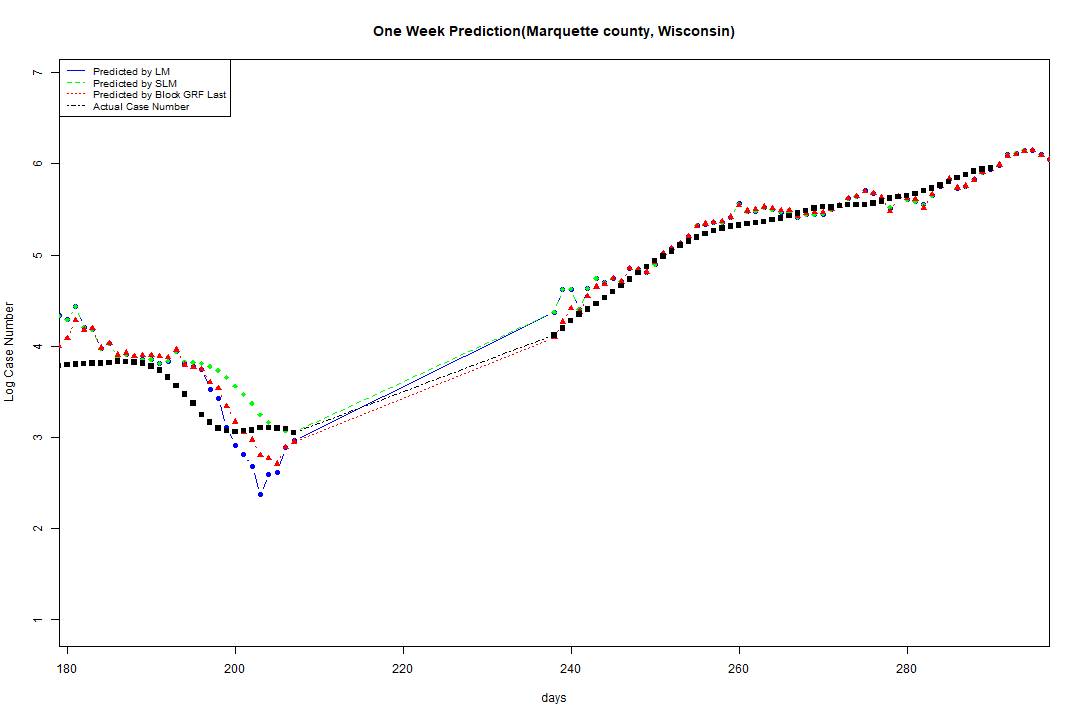 One Week Prediction(Marquette county, Wisconsin)
Predicted by LM
Predicted by SLM
Predicted by Block GRF Last
Actual Case Number
7
6
5
4
3
2
1
Log Case Number
180 200 220 240 260 280
days